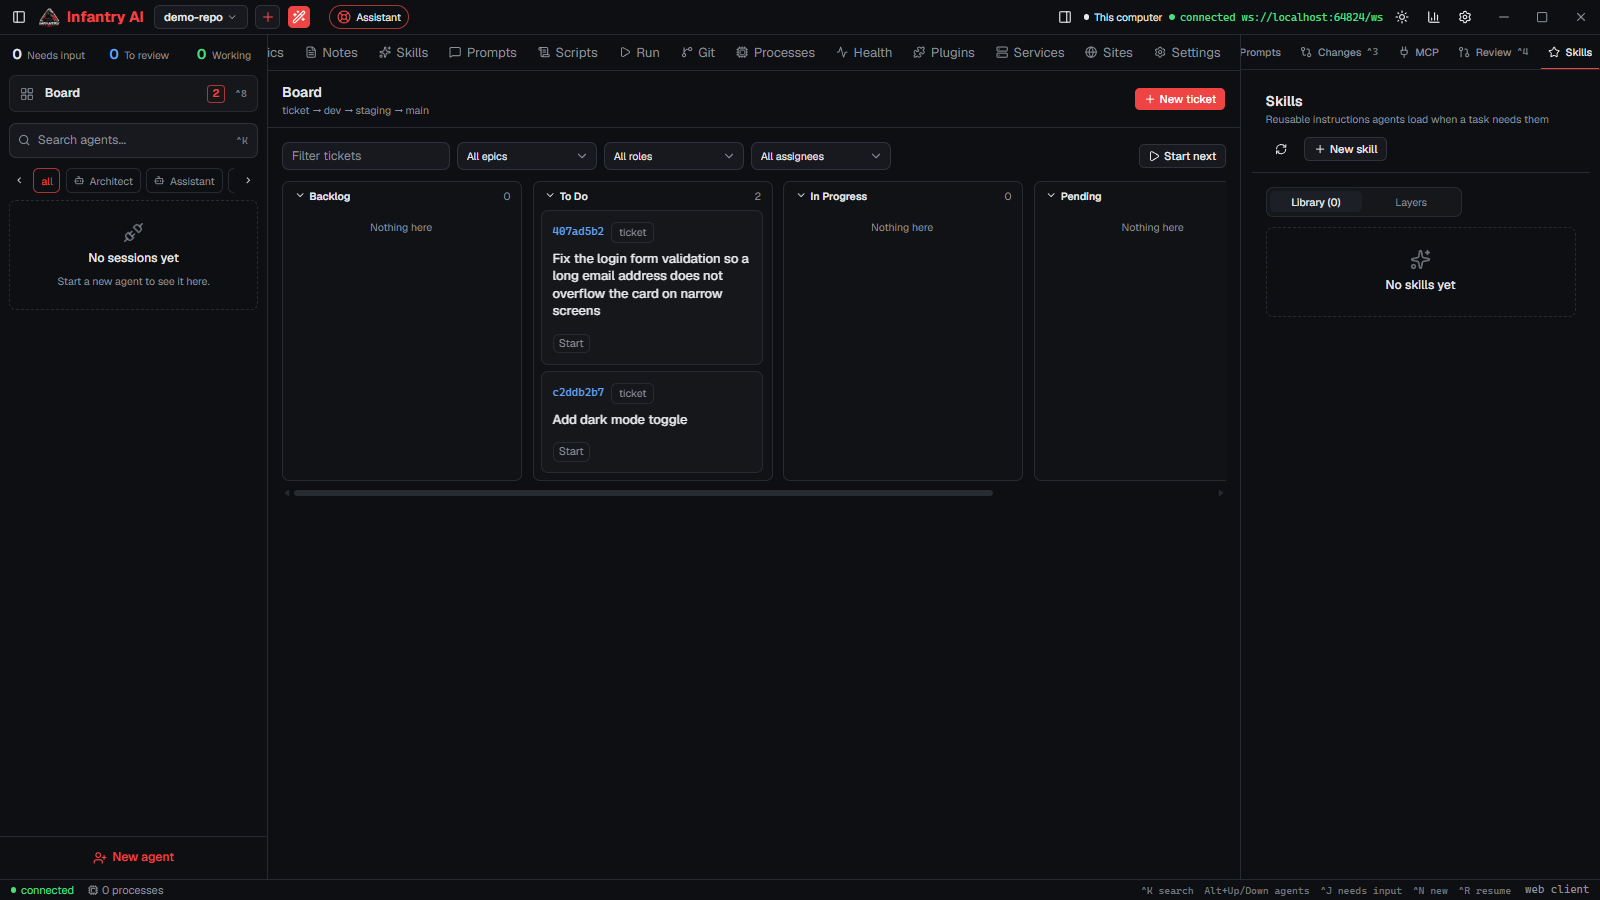 Infantry AI
demo-repo
Assistant
This computer
connected ws://localhost:64824/ws
0 Needs input
0 To review
0 Working
ics
Notes
Skills
Prompts
Scripts
Run
Git
Processes
Health
Plugins
Services
Sites
Settings
Prompts
Changes ^3
MCP
Review ^4
Skills
Board
2
^8
Search agents...
^K
all
Architect
Assistant
No sessions yet
Start a new agent to see it here.
New agent
Board
ticket → dev → staging → main
+ New ticket
Filter tickets
All epics
All roles
All assignees
Start next
Backlog
0
Nothing here
To Do
2
407ad5b2
ticket
Fix the login form validation so a
long email address does not
overflow the card on narrow
screens
Start
c2ddb2b7
ticket
Add dark mode toggle
Start
In Progress
0
Nothing here
Pending
Nothing here
Skills
Reusable instructions agents load when a task needs them
+ New skill
Library (0)
Layers
No skills yet
connected
0 processes
^K search
Alt+Up/Down agents
^J needs input
^N new
^R resume
web client